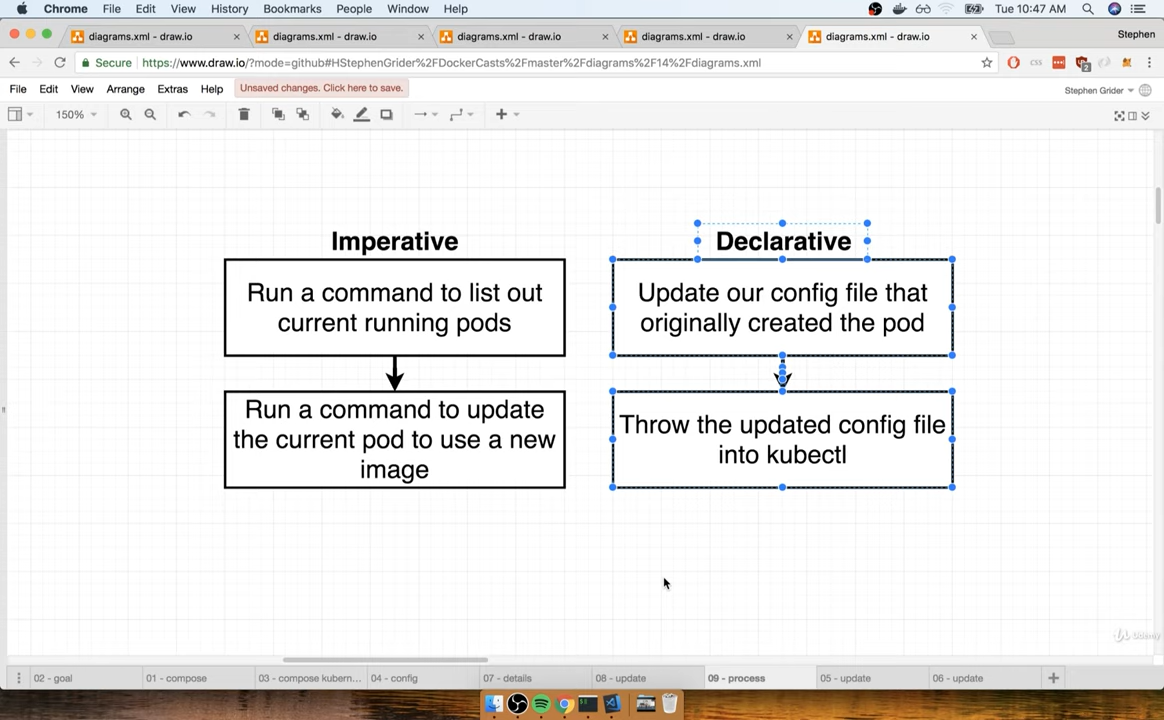 Chrome File Edit View History Bookmarks People Window Help Tue 10:47 AM
diagrams.xml - draw.io diagrams.xml - draw.io diagrams.xml - draw.io diagrams.xml - draw.io diagrams.xml - draw.io Stephen
Secure https://www.draw.io/?mode=github#HStephenGrider%2FDockerCasts%2Fmaster%2Fdiagrams%2F14%2Fdiagrams.xml css 2
File Edit View Arrange Extras Help Unsaved changes. Click here to save. Stephen Grider
150%
Imperative
Run a command to list out
current running pods
Run a command to update
the current pod to use a new
image
Declarative
Update our config file that
originally created the pod
Throw the updated config file
into kubectl
Udemy
02 - goal 01 - compose 03 - compose kubern... 04 - config 07 - details 08 - update 09 - process 05 - update 06 - update